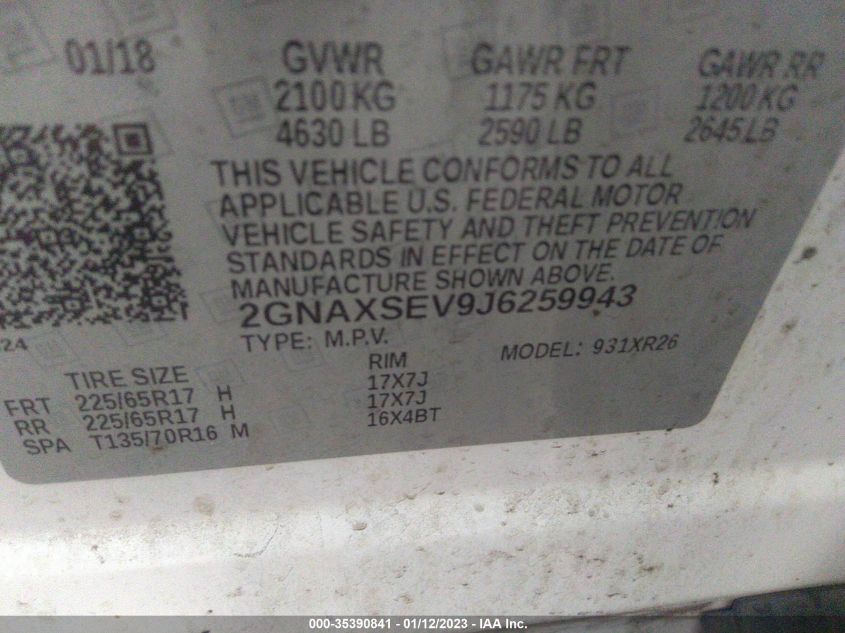 01/18 GVWR GAWR FRT GAWR RR
2100 KG 1175 KG 1200 KG
4630 LB 2590 LB 2645 LB
THIS VEHICLE CONFORMS TO ALL
APPLICABLE U.S. FEDERAL MOTOR
VEHICLE SAFETY AND THEFT PREVENTION
STANDARDS IN EFFECT ON THE DATE OF
MANUFACTURE SHOWN ABOVE.
2GNAXSEV9J6259943
24 TYPE: M.P.V. MODEL: 931XR26
TIRE SIZE RIM
FRT 225/65R17 H 17X7J
RR 225/65R17 H 17X7J
SPA T135/70R16 M 16X4BT
000-35390841 - 01/12/2023 - IAA Inc.